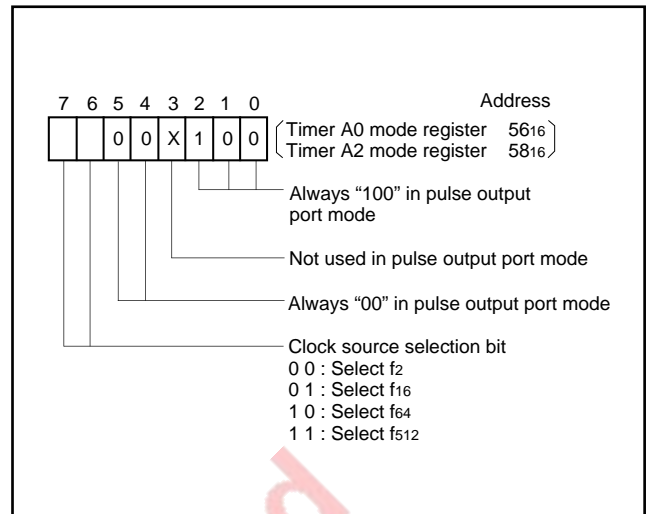 7 6 5 4 3 2 1 0 Address
0 0 X 1 0 0 Timer A0 mode register 5616
Timer A2 mode register 5816
Always “100” in pulse output
port mode
Not used in pulse output port mode
Always “00” in pulse output port mode
Clock source selection bit
0 0 : Select f2
0 1 : Select f16
1 0 : Select f64
1 1 : Select f512